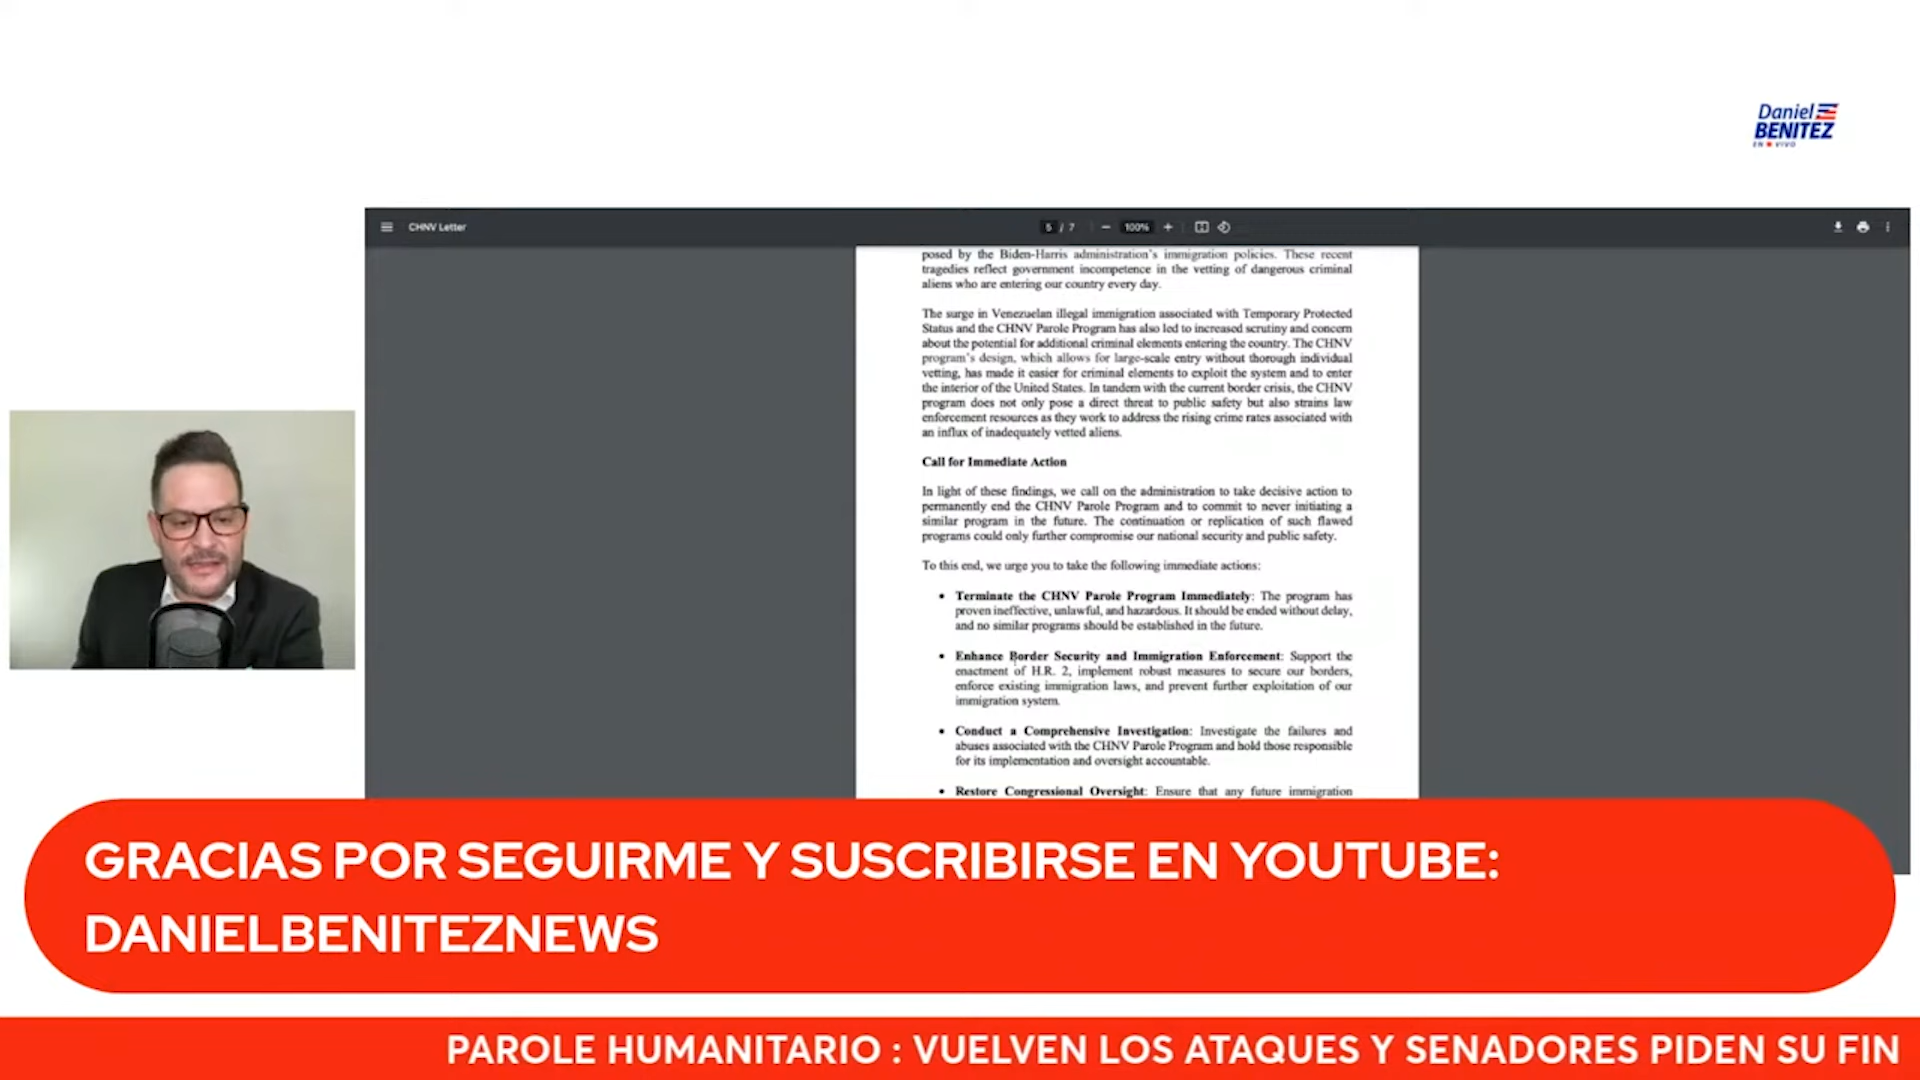 Daniel
BENITEZ
EN VIVO
CHNV Letter
5 / 7
100%
posed by the Biden-Harris administration's immigration policies. These recent
tragedies reflect government incompetence in the vetting of dangerous criminal
aliens who are entering our country every day.
The surge in Venezuelan illegal immigration associated with Temporary Protected
Status and the CHNV Parole Program has also led to increased scrutiny and concern
about the potential for additional criminal elements entering the country. The CHNV
program's design, which allows for large-scale entry without thorough individual
vetting, has made it easier for criminal elements to exploit the system and to enter
the interior of the United States. In tandem with the current border crisis, the CHNV
program does not only pose a direct threat to public safety but also strains law
enforcement resources as they work to address the rising crime rates associated with
an influx of inadequately vetted aliens.
Call for Immediate Action
In light of these findings, we call on the administration to take decisive action to
permanently end the CHNV Parole Program and to commit to never initiating a
similar program in the future. The continuation or replication of such flawed
programs could only further compromise our national security and public safety.
To this end, we urge you to take the following immediate actions:
• Terminate the CHNV Parole Program Immediately: The program has
proven ineffective, unlawful, and hazardous. It should be ended without delay,
and no similar programs should be established in the future.
• Enhance Border Security and Immigration Enforcement: Support the
enactment of H.R. 2, implement robust measures to secure our borders,
enforce existing immigration laws, and prevent further exploitation of our
immigration system.
• Conduct a Comprehensive Investigation: Investigate the failures and
abuses associated with the CHNV Parole Program and hold those responsible
for its implementation and oversight accountable.
• Restore Congressional Oversight: Ensure that any future immigration
GRACIAS POR SEGUIRME Y SUSCRIBIRSE EN YOUTUBE:
DANIELBENITEZNEWS
PAROLE HUMANITARIO : VUELVEN LOS ATAQUES Y SENADORES PIDEN SU FIN